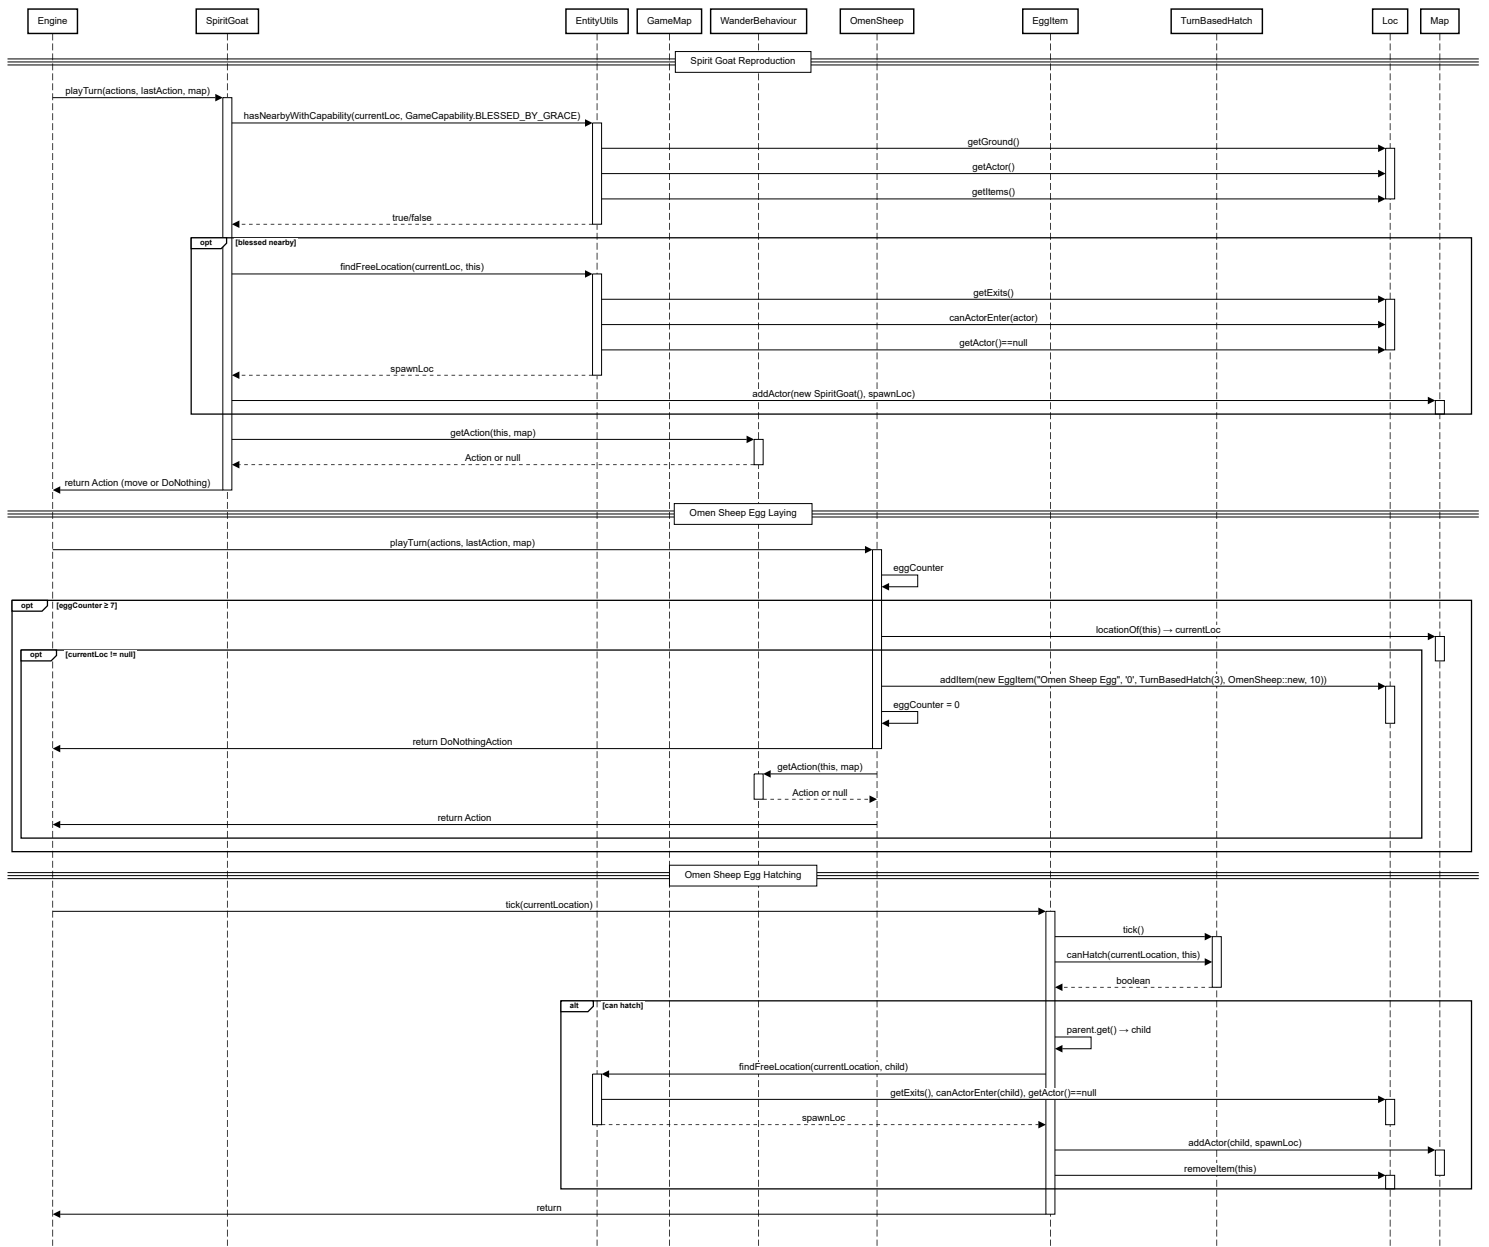 Engine
SpiritGoat
EntityUtils
GameMap
WanderBehaviour
OmenSheep
EggItem
TurnBasedHatch
Loc
Map
Spirit Goat Reproduction
playTurn(actions, lastAction, map)
hasNearbyWithCapability(currentLoc, GameCapability.BLESSED_BY_GRACE)
getGround()
getActor()
getItems()
true/false
opt
[blessed nearby]
findFreeLocation(currentLoc, this)
getExits()
canActorEnter(actor)
getActor()==null
spawnLoc
addActor(new SpiritGoat(), spawnLoc)
getAction(this, map)
Action or null
return Action (move or DoNothing)
Omen Sheep Egg Laying
playTurn(actions, lastAction, map)
eggCounter
opt
[eggCounter ≥ 7]
locationOf(this) → currentLoc
opt
[currentLoc != null]
addItem(new EggItem("Omen Sheep Egg", '0', TurnBasedHatch(3), OmenSheep::new, 10))
eggCounter = 0
return DoNothingAction
getAction(this, map)
Action or null
return Action
Omen Sheep Egg Hatching
tick(currentLocation)
tick()
canHatch(currentLocation, this)
boolean
alt
[can hatch]
parent.get() → child
findFreeLocation(currentLocation, child)
getExits(), canActorEnter(child), getActor()==null
spawnLoc
addActor(child, spawnLoc)
removeItem(this)
return